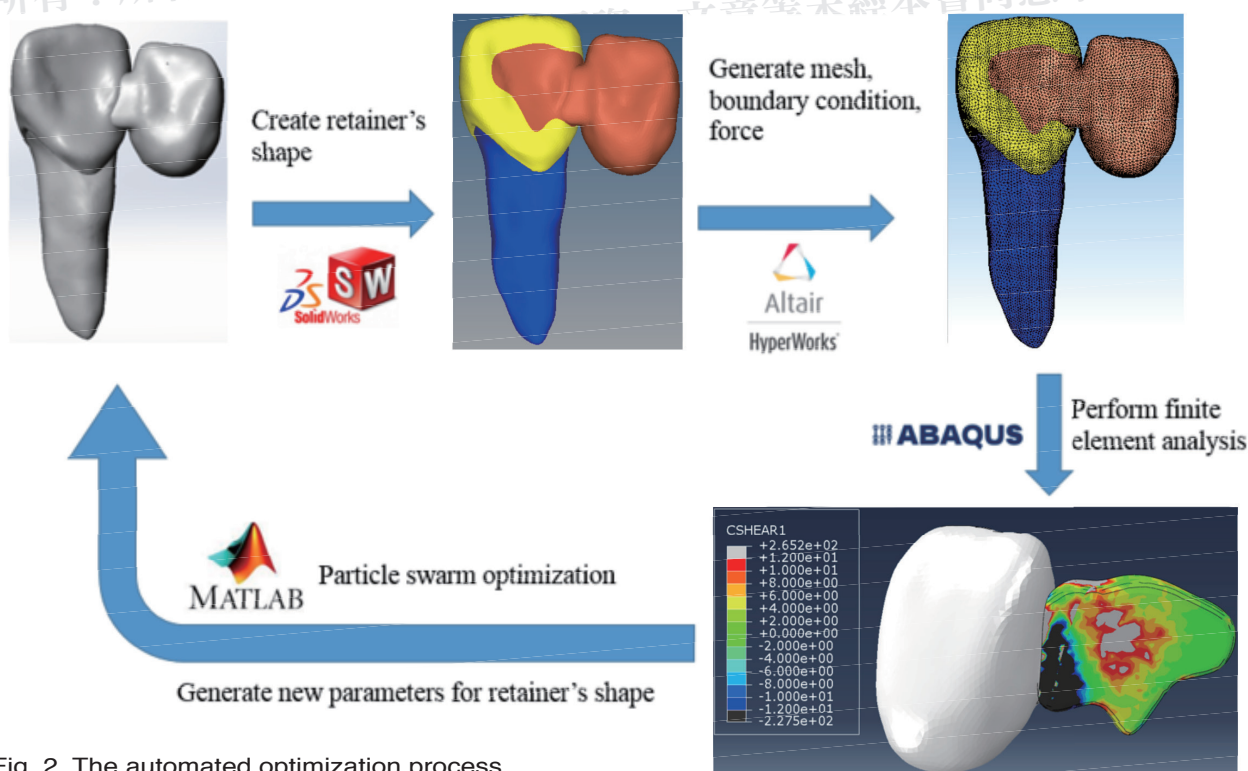 Create retainer's
shape
DS SW
SolidWorks
Generate mesh,
boundary condition,
force
Altair
HyperWorks
ABAQUS
Perform finite
element analysis
CSHEAR1
+2.652e+02
+1.200e+01
+1.000e+01
+8.000e+00
+6.000e+00
+4.000e+00
+2.000e+00
+0.000e+00
-2.000e+00
-4.000e+00
-6.000e+00
-8.000e+00
-1.000e+01
-1.200e+01
-2.275e+02
MATLAB
Particle swarm optimization
Generate new parameters for retainer's shape
Fig. 2. The automated optimization process